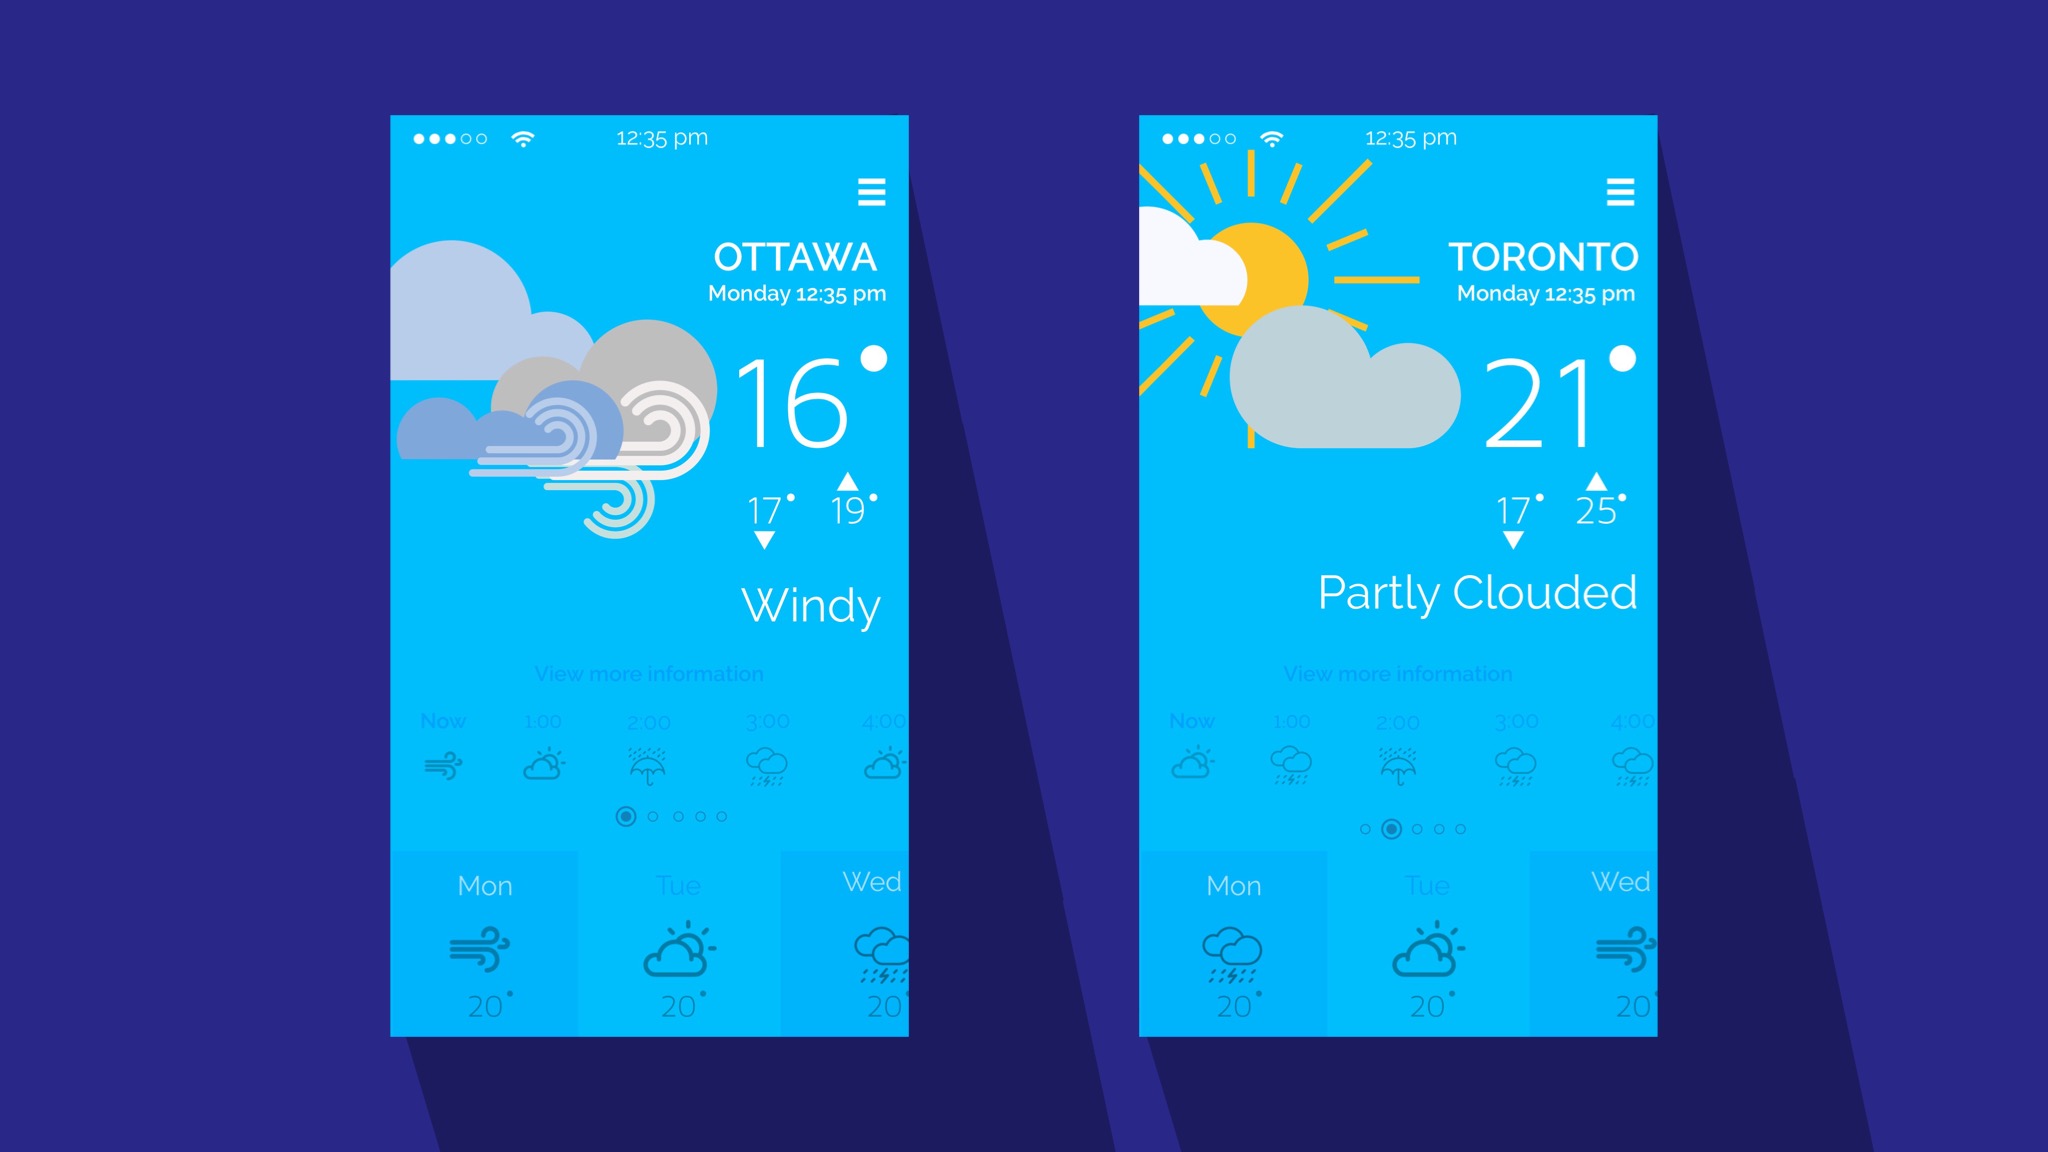 12:35 pm
OTTAWA
Monday 12:35 pm
16°
17° 19°
Windy
View more information
Now 1:00 2:00 3:00 4:00
Mon Tue Wed
20° 20° 20°
12:35 pm
TORONTO
Monday 12:35 pm
21°
17° 25°
Partly Clouded
View more information
Now 1:00 2:00 3:00 4:00
Mon Tue Wed
20° 20° 20°